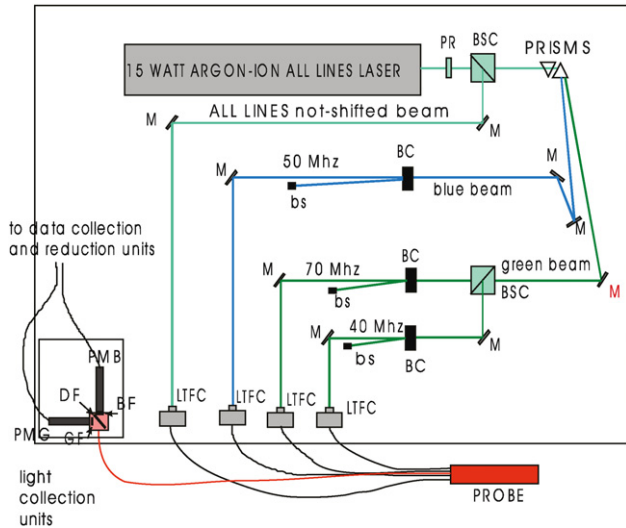 15 WATT ARGON-ION ALL LINES LASER
PR
BSC
PRISMS
M
ALL LINES not-shifted beam
M
50 Mhz
BC
M
M
bs
blue beam
M
to data collection
and reduction units
M
70 Mhz
BC
green beam
bs
BSC
M
M
40 Mhz
M
bs
BC
PMB
DF
BF
LTFC
LTFC
LTFC
LTFC
PMG
GF
light
collection
units
PROBE